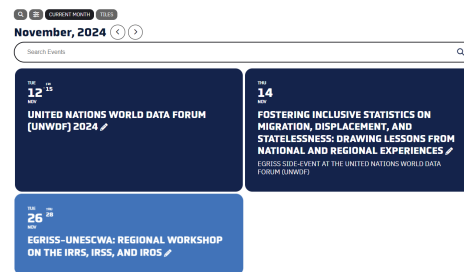 CURRENT MONTH TILES
November, 2024
Search Events
TUE FRI
12 15
NOV
UNITED NATIONS WORLD DATA FORUM
(UNWDF) 2024
THU
14
NOV
FOSTERING INCLUSIVE STATISTICS ON
MIGRATION, DISPLACEMENT, AND
STATELESSNESS: DRAWING LESSONS FROM
NATIONAL AND REGIONAL EXPERIENCES
EGRISS SIDE-EVENT AT THE UNITED NATIONS WORLD DATA
FORUM (UNWDF)
TUE THU
26 28
NOV
EGRISS-UNESCWA: REGIONAL WORKSHOP
ON THE IRRS, IRSS, AND IROS